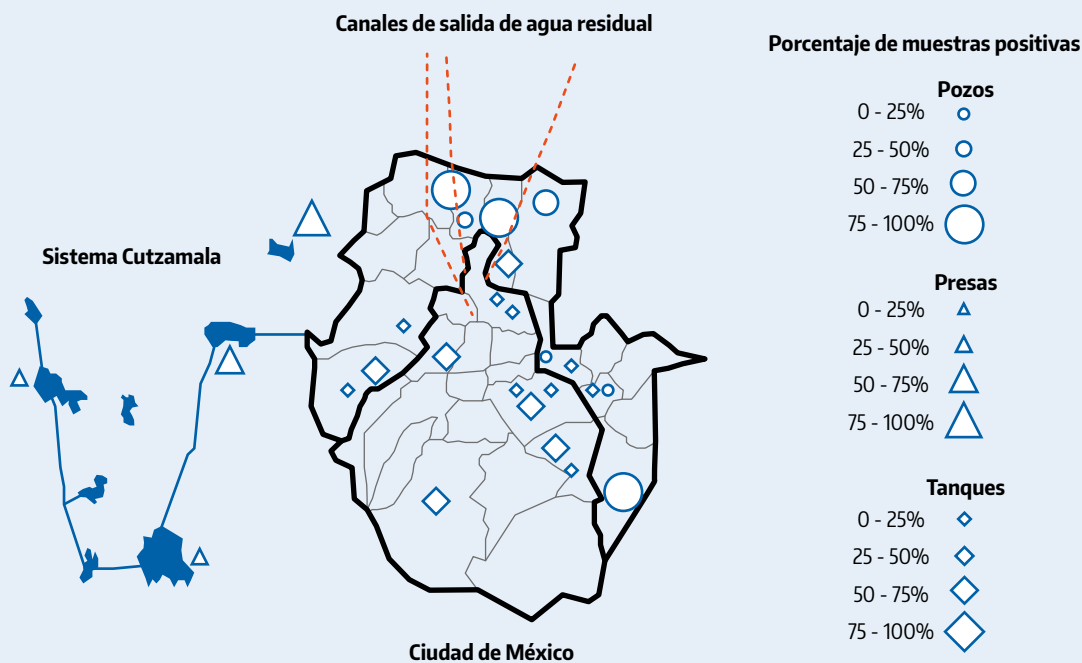 Canales de salida de agua residual
Sistema Cutzamala
Ciudad de México
Porcentaje de muestras positivas
Pozos
0 - 25%
25 - 50%
50 - 75%
75 - 100%
Presas
0 - 25%
25 - 50%
50 - 75%
75 - 100%
Tanques
0 - 25%
25 - 50%
50 - 75%
75 - 100%